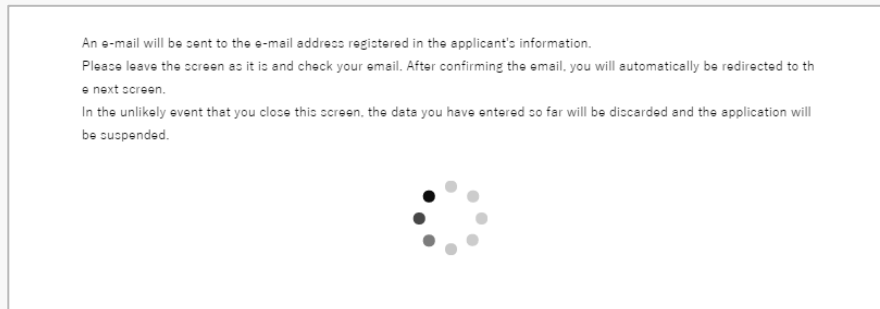 An e-mail will be sent to the e-mail address registered in the applicant's information.
Please leave the screen as it is and check your email. After confirming the email, you will automatically be redirected to th
e next screen.
In the unlikely event that you close this screen, the data you have entered so far will be discarded and the application will
be suspended.